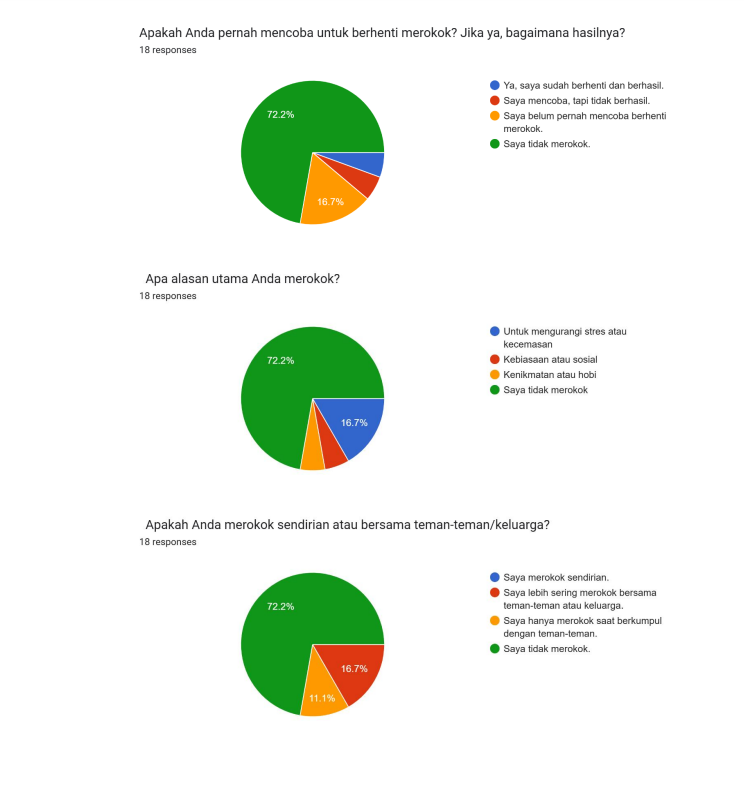 Apakah Anda pernah mencoba untuk berhenti merokok? Jika ya, bagaimana hasilnya?
18 responses
72.2%
16.7%
Ya, saya sudah berhenti dan berhasil.
Saya mencoba, tapi tidak berhasil.
Saya belum pernah mencoba berhenti
merokok.
Saya tidak merokok.
Apa alasan utama Anda merokok?
18 responses
72.2%
16.7%
Untuk mengurangi stres atau
kecemasan
Kebiasaan atau sosial
Kenikmatan atau hobi
Saya tidak merokok
Apakah Anda merokok sendirian atau bersama teman-teman/keluarga?
18 responses
72.2%
16.7%
11.1%
Saya merokok sendirian.
Saya lebih sering merokok bersama
teman-teman atau keluarga.
Saya hanya merokok saat berkumpul
dengan teman-teman.
Saya tidak merokok.